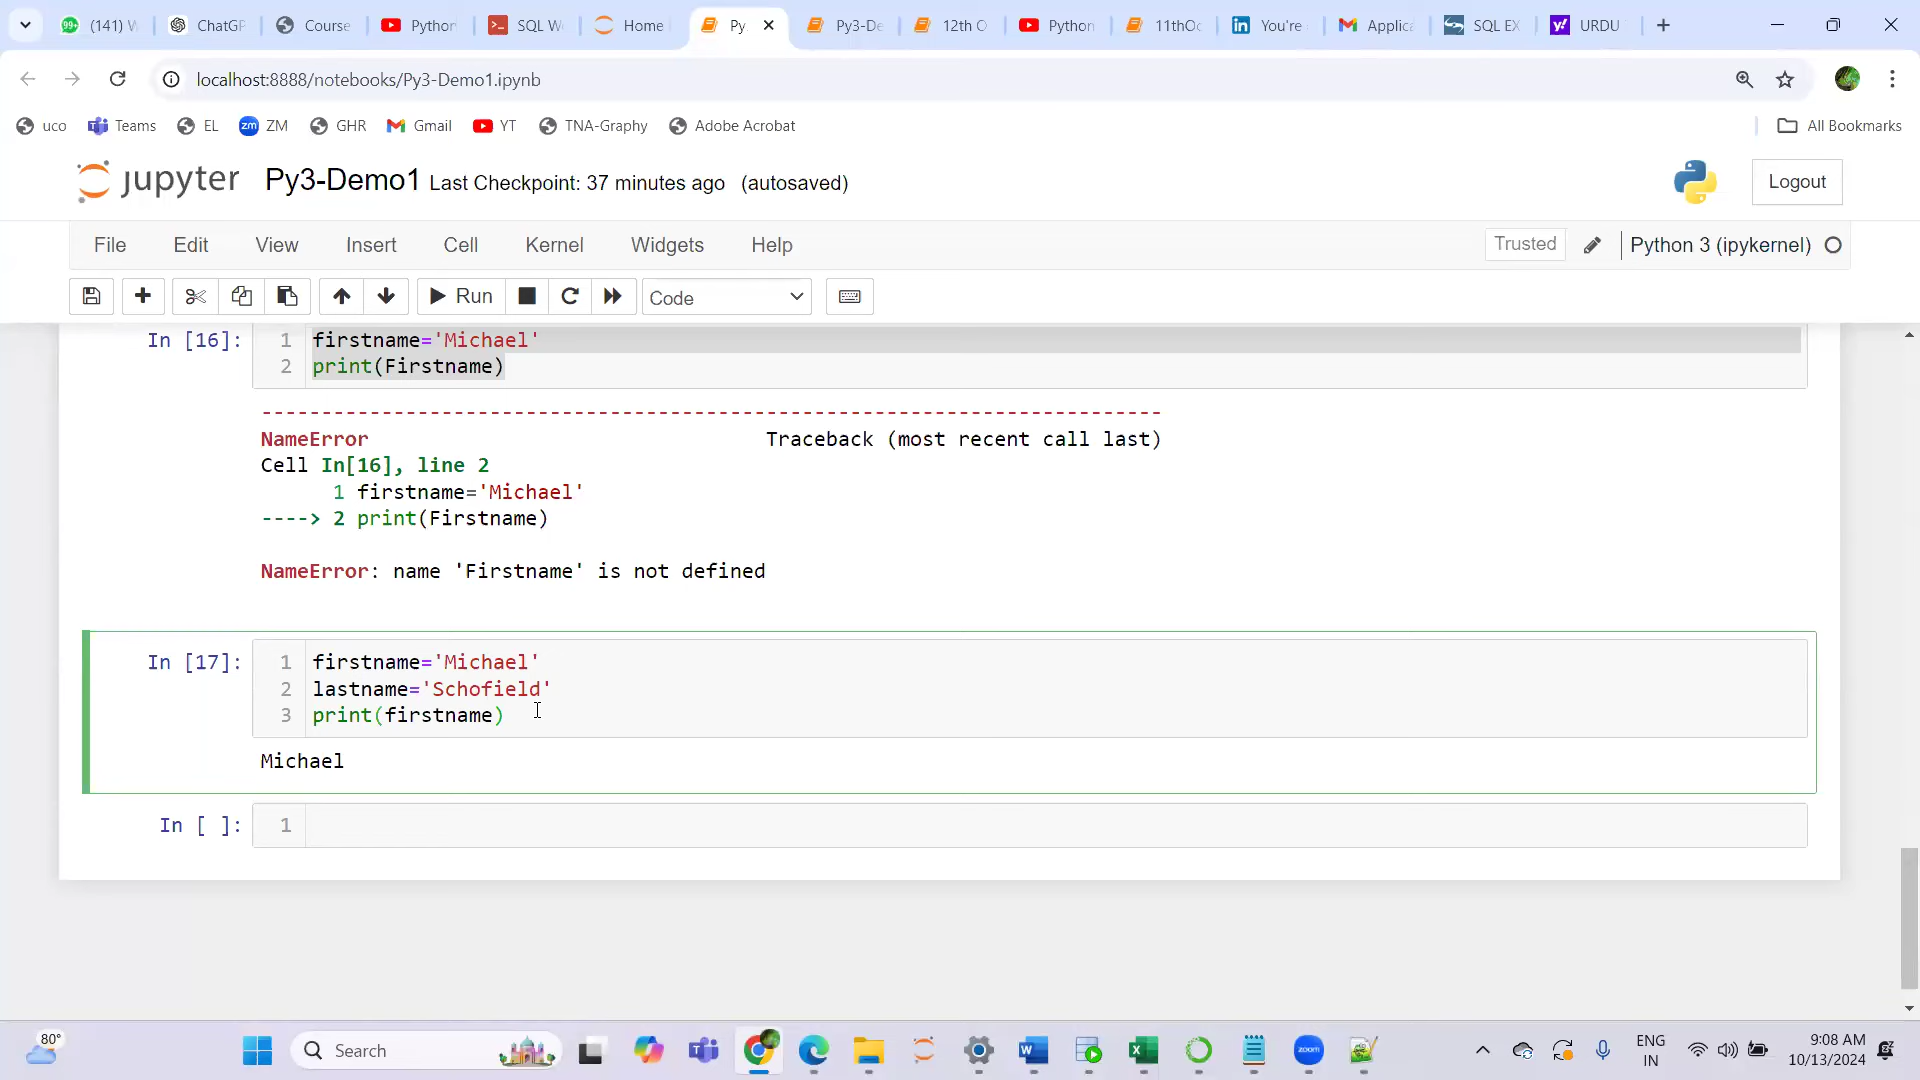 (141) W
ChatGP
Course
Python
SQL W
Home
Py
Py3-De
12th O
Python
11thOc
You're
Applica
SQL EX
URDU
localhost:8888/notebooks/Py3-Demo1.ipynb
uco
Teams
EL
ZM
GHR
Gmail
YT
TNA-Graphy
Adobe Acrobat
All Bookmarks
jupyter Py3-Demo1 Last Checkpoint: 37 minutes ago (autosaved)
Logout
File Edit View Insert Cell Kernel Widgets Help
Trusted
Python 3 (ipykernel)
Run
Code
In [16]:
1 firstname='Michael'
2 print(Firstname)
---------------------------------------------------------------------------
NameError Traceback (most recent call last)
Cell In[16], line 2
1 firstname='Michael'
----> 2 print(Firstname)
NameError: name 'Firstname' is not defined
In [17]:
1 firstname='Michael'
2 lastname='Schofield'
3 print(firstname)
Michael
In [ ]:
1
80°
Search
zoom
ENG
IN
9:08 AM
10/13/2024